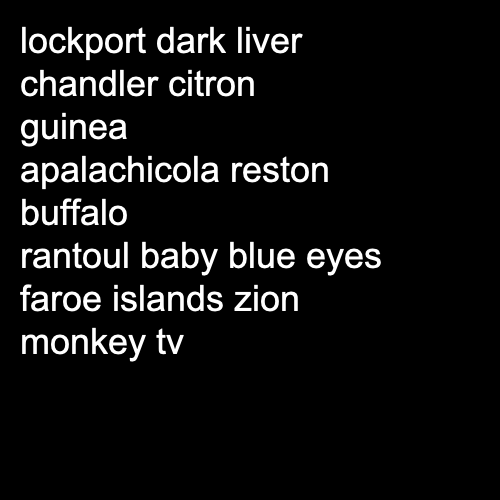 lockport dark liver
chandler citron
guinea
apalachicola reston
buffalo
rantoul baby blue eyes
faroe islands zion
monkey tv